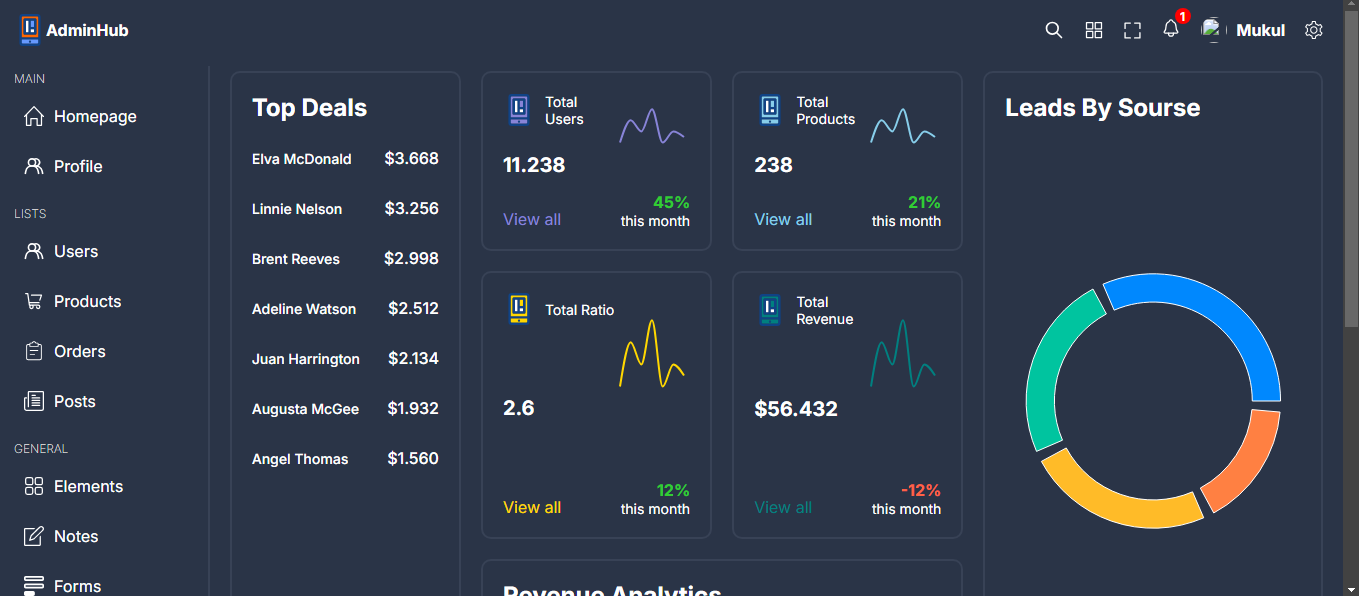 AdminHub
1
Mukul
MAIN
Homepage
Profile
LISTS
Users
Products
Orders
Posts
GENERAL
Elements
Notes
Forms
Top Deals
Elva McDonald $3.668
Linnie Nelson $3.256
Brent Reeves $2.998
Adeline Watson $2.512
Juan Harrington $2.134
Augusta McGee $1.932
Angel Thomas $1.560
Total
Users
11.238
45%
View all
this month
Total
Products
238
21%
View all
this month
Total Ratio
2.6
12%
View all
this month
Total
Revenue
$56.432
-12%
View all
this month
Revenue Analytics
Leads By Sourse